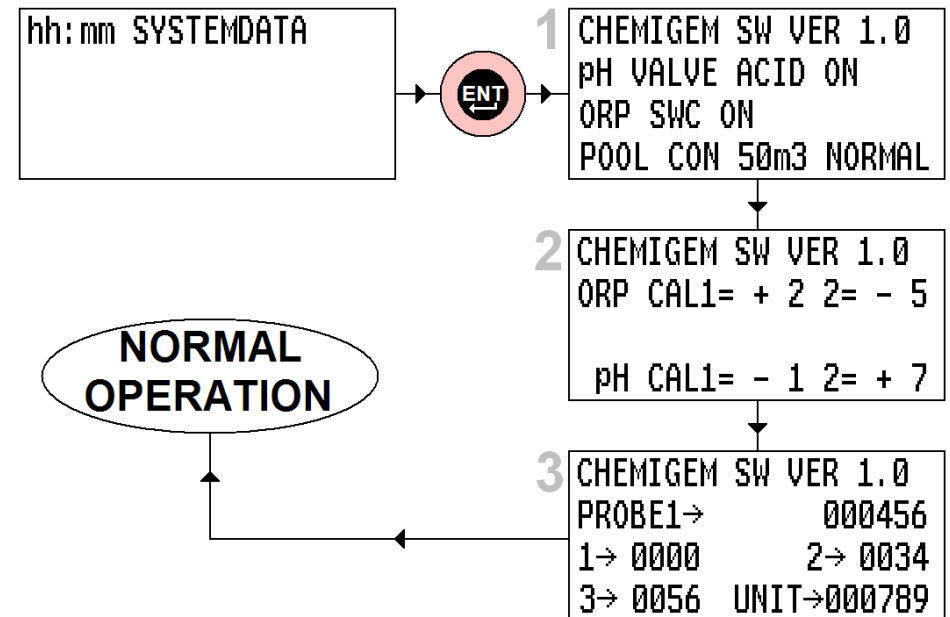 hh:mm SYSTEMDATA
ENT
1
CHEMIGEM SW VER 1.0
pH VALVE ACID ON
ORP SWC ON
POOL CON 50m3 NORMAL
2
CHEMIGEM SW VER 1.0
ORP CAL1= + 2 2= - 5
pH CAL1= - 1 2= + 7
NORMAL
OPERATION
3
CHEMIGEM SW VER 1.0
PROBE1→ 000456
1→ 0000 2→ 0034
3→ 0056 UNIT→000789